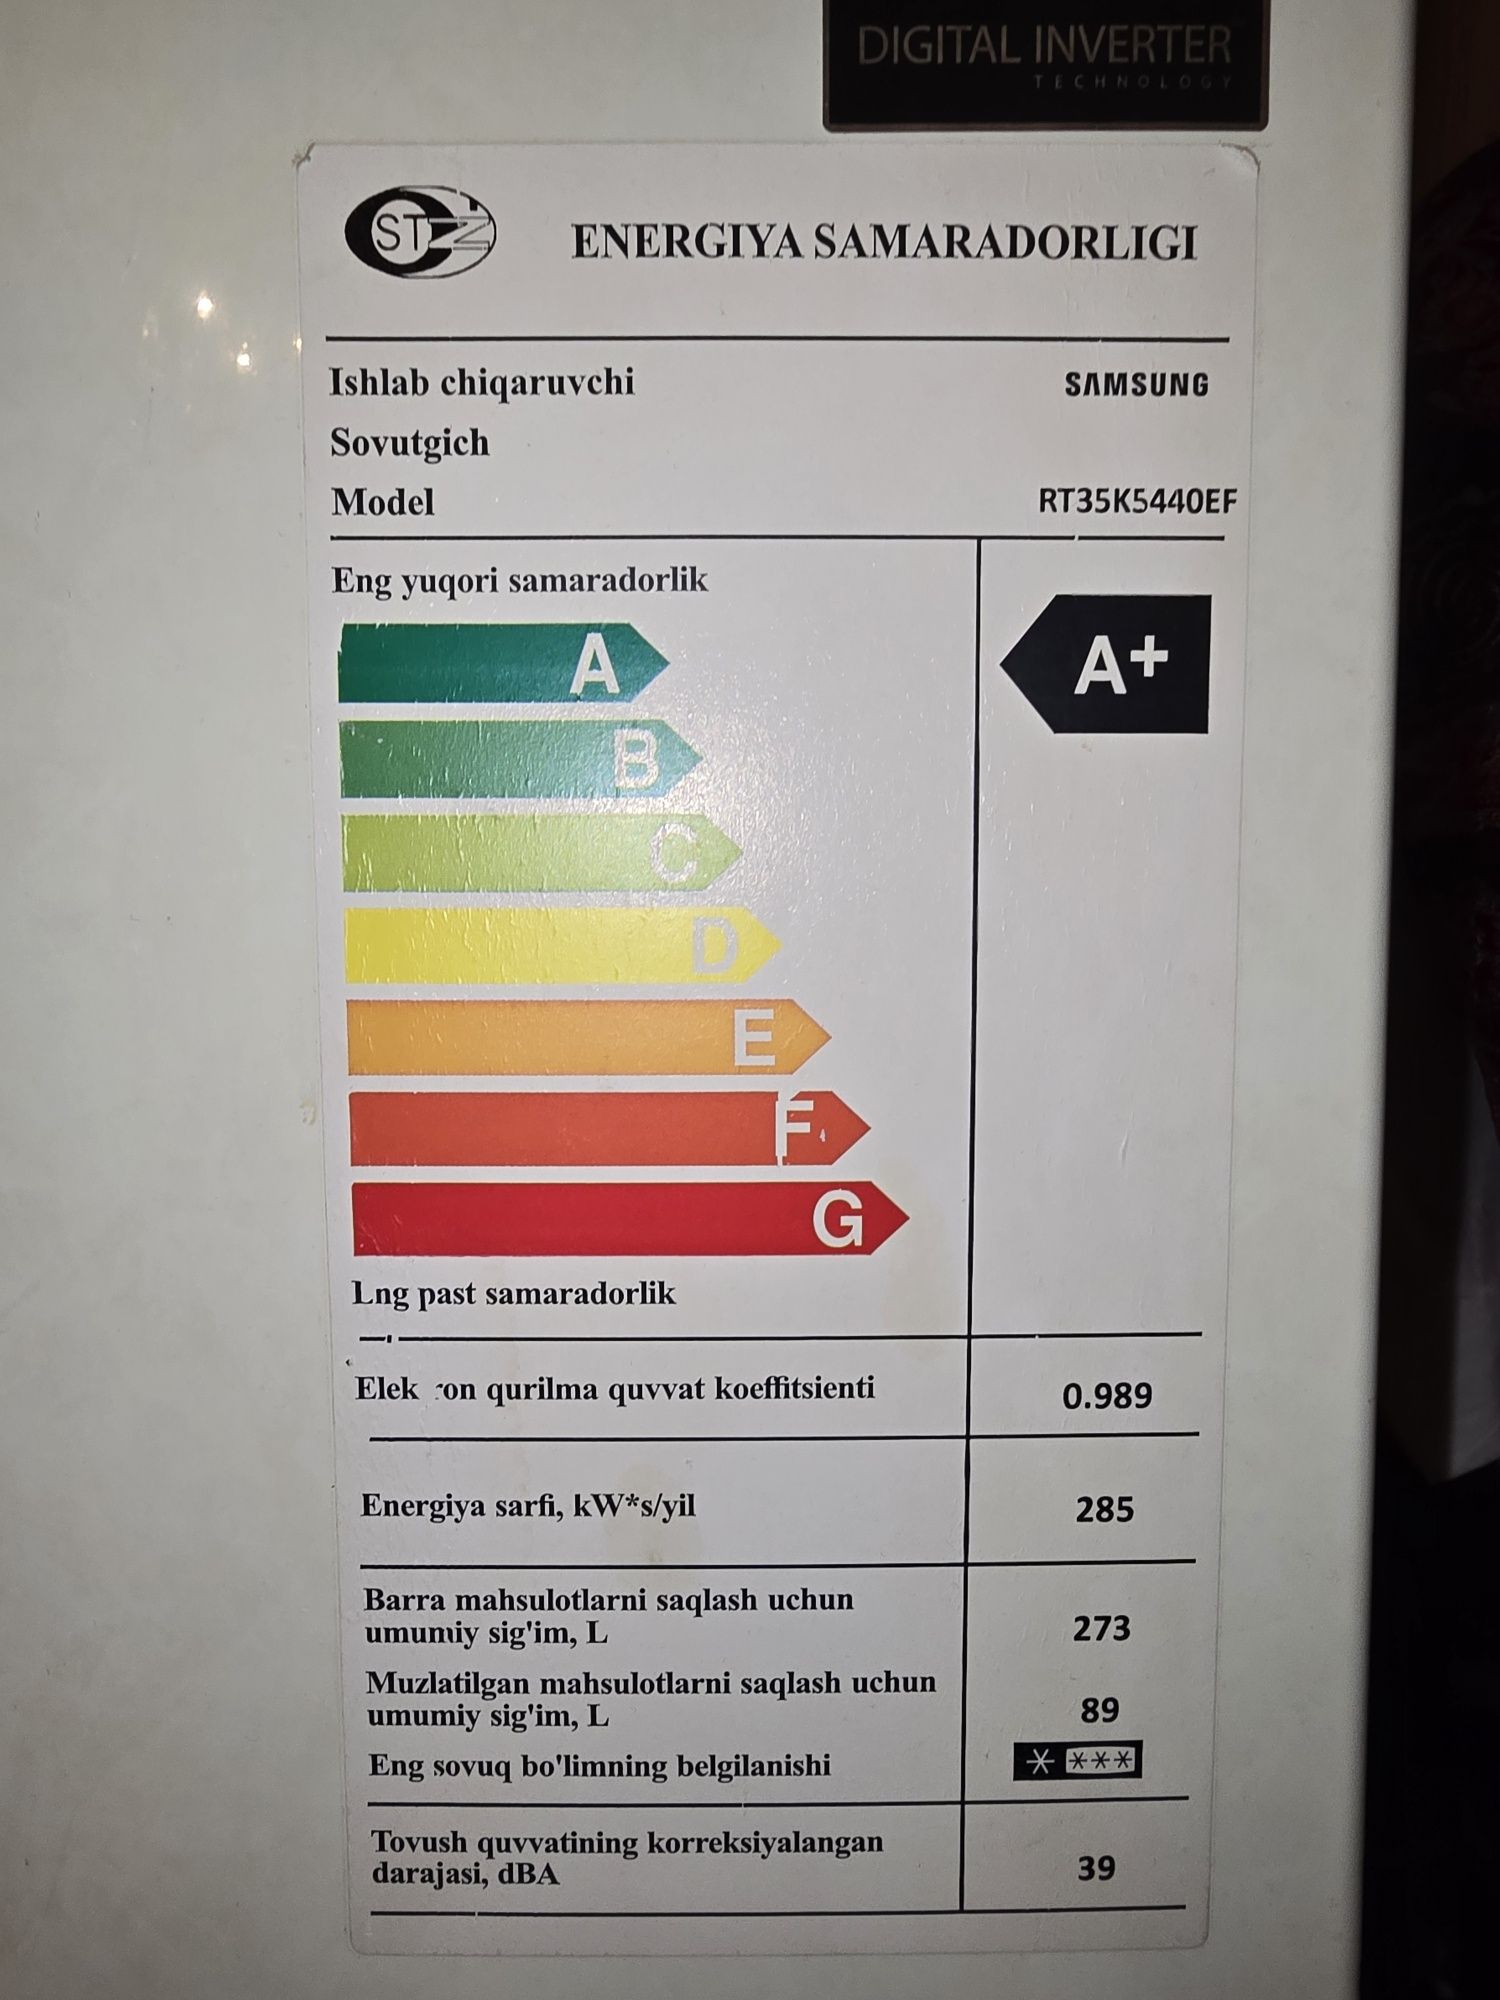 DIGITAL INVERTER
TECHNOLOGY
ENERGIYA SAMARADORLIGI
Ishlab chiqaruvchi SAMSUNG
Sovutgich
Model RT35K5440EF
Eng yuqori samaradorlik
A A+
B
C
D
E
F
G
Lng past samaradorlik
Elek on qurilma quvvat koeffitsienti 0.989
Energiya sarfi, kW*s/yil 285
Barra mahsulotlarni saqlash uchun
umumiy sig'im, L 273
Muzlatilgan mahsulotlarni saqlash uchun
umumiy sig'im, L 89
Eng sovuq bo'limning belgilanishi * ***
Tovush quvvatining korreksiyalangan
darajasi, dBA 39